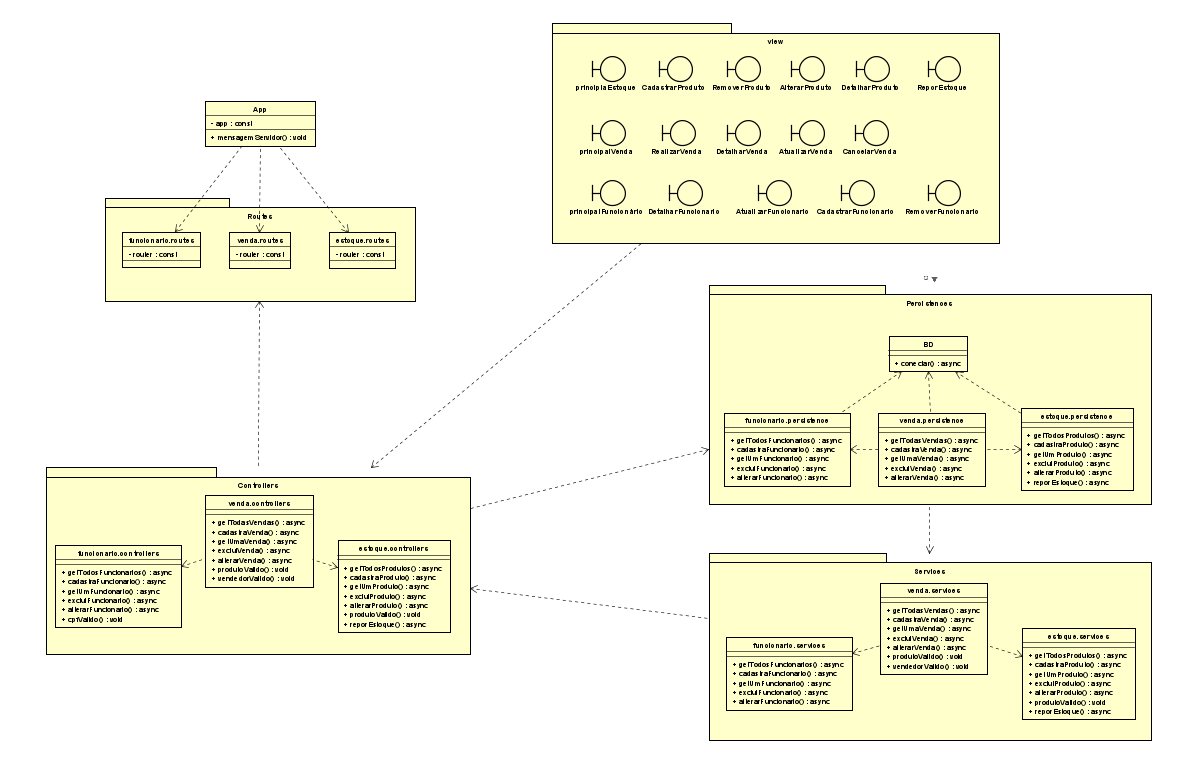 view
principlaEstoque CadastrarProduto RemoverProduto AlterarProduto DetalharProduto ReporEstoque
principalVenda RealizarVenda DetalharVenda AtualizarVenda CancelarVenda
principalFuncionário DetalharFuncionario AtualizarFuncionario CadastrarFuncionario RemoverFuncionario
App
- app : const
+ mensagemServidor() : void
Routes
funcionario.routes
- router : const
venda.routes
- router : const
estoque.routes
- router : const
Persistences
BD
+ conectar() : async
funcionario.persistence
+ getTodosFuncionarios() : async
+ cadastraFuncionario() : async
+ getUmFuncionario() : async
+ excluiFuncionario() : async
+ alterarFuncionario() : async
venda.persistence
+ getTodasVendas() : async
+ cadastraVenda() : async
+ getUmaVenda() : async
+ excluiVenda() : async
+ alterarVenda() : async
estoque.persistence
+ getTodosProdutos() : async
+ cadastraProduto() : async
+ getUmProduto() : async
+ excluiProduto() : async
+ alterarProduto() : async
+ reporEstoque() : async
Controllers
venda.controllers
+ getTodasVendas() : async
+ cadastraVenda() : async
+ getUmaVenda() : async
+ excluiVenda() : async
+ alterarVenda() : async
+ produtoValido() : void
+ vendedorValido() : void
funcionario.controllers
+ getTodosFuncionarios() : async
+ cadastraFuncionario() : async
+ getUmFuncionario() : async
+ excluiFuncionario() : async
+ alterarFuncionario() : async
+ cpfValido() : void
estoque.controllers
+ getTodosProdutos() : async
+ cadastraProduto() : async
+ getUmProduto() : async
+ excluiProduto() : async
+ alterarProduto() : async
+ produtoValido() : void
+ reporEstoque() : async
Services
venda.services
+ getTodasVendas() : async
+ cadastraVenda() : async
+ getUmaVenda() : async
+ excluiVenda() : async
+ alterarVenda() : async
+ produtoValido() : void
+ vendedorValido() : void
funcionario.services
+ getTodosFuncionarios() : async
+ cadastraFuncionario() : async
+ getUmFuncionario() : async
+ excluiFuncionario() : async
+ alterarFuncionario() : async
estoque.services
+ getTodosProdutos() : async
+ cadastraProduto() : async
+ getUmProduto() : async
+ excluiProduto() : async
+ alterarProduto() : async
+ produtoValido() : void
+ reporEstoque() : async